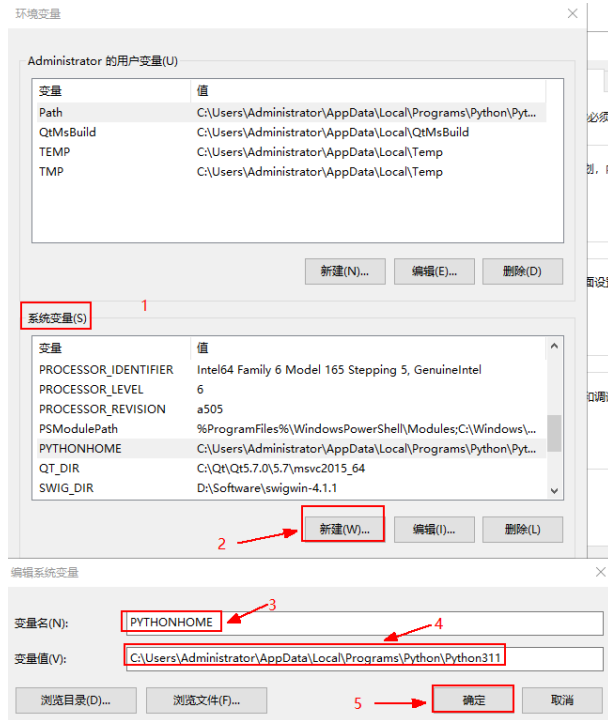 环境变量
Administrator 的用户变量(U)
变量 值
Path C:\Users\Administrator\AppData\Local\Programs\Python\Pyt...
QtMsBuild C:\Users\Administrator\AppData\Local\QtMsBuild
TEMP C:\Users\Administrator\AppData\Local\Temp
TMP C:\Users\Administrator\AppData\Local\Temp
新建(N)... 编辑(E)... 删除(D)
1
系统变量(S)
变量 值
PROCESSOR_IDENTIFIER Intel64 Family 6 Model 165 Stepping 5, GenuineIntel
PROCESSOR_LEVEL 6
PROCESSOR_REVISION a505
PSModulePath %ProgramFiles%\WindowsPowerShell\Modules;C:\Windows\...
PYTHONHOME C:\Users\Administrator\AppData\Local\Programs\Python\Pyt...
QT_DIR C:\Qt\Qt5.7.0\5.7\msvc2015_64
SWIG_DIR D:\Software\swigwin-4.1.1
2 新建(W)... 编辑(I)... 删除(L)
编辑系统变量
3
变量名(N): PYTHONHOME
4
变量值(V): C:\Users\Administrator\AppData\Local\Programs\Python\Python311
浏览目录(D)... 浏览文件(F)... 5 确定 取消
必须
面设